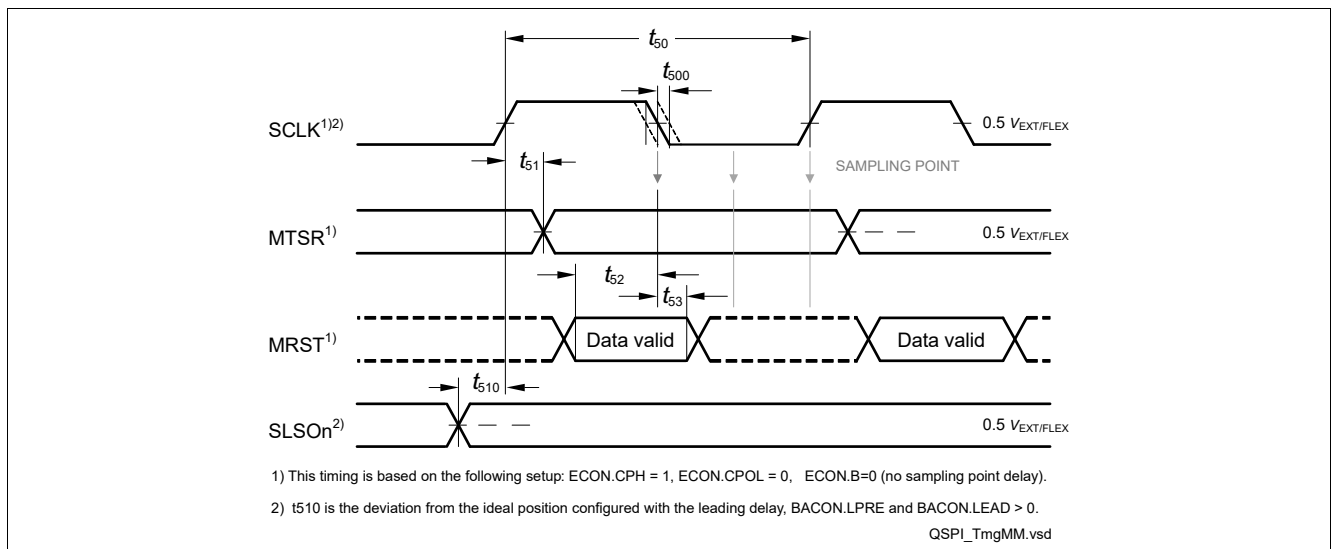 t50
t500
SCLK1)2)
0.5 VEXT/FLEX
t51
SAMPLING POINT
MTSR1)
0.5 VEXT/FLEX
t52
t53
MRST1)
Data valid
Data valid
t510
SLSOn2)
0.5 VEXT/FLEX
1) This timing is based on the following setup: ECON.CPH = 1, ECON.CPOL = 0, ECON.B=0 (no sampling point delay).
2) t510 is the deviation from the ideal position configured with the leading delay, BACON.LPRE and BACON.LEAD > 0.
QSPI_TmgMM.vsd